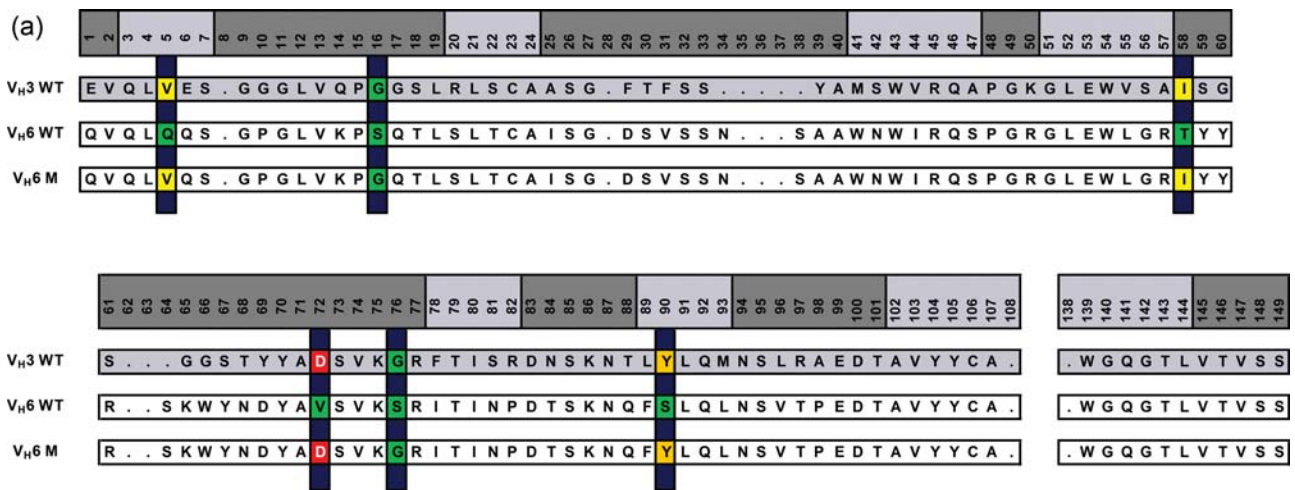 (a)
1 2 3 4 5 6 7 8 9 10 11 12 13 14 15 16 17 18 19 20 21 22 23 24 25 26 27 28 29 30 31 32 33 34 35 36 37 38 39 40 41 42 43 44 45 46 47 48 49 50 51 52 53 54 55 56 57 58 59 60
VH3 WT E V Q L V E S . G G G L V Q P G G S L R L S C A A S G . F T F S S . . . . . Y A M S W V R Q A P G K G L E W V S A I S G
VH6 WT Q V Q L Q Q S . G P G L V K P S Q T L S L T C A I S G . D S V S S N . . . S A A W N W I R Q S P G R G L E W L G R T Y Y
VH6 M Q V Q L V Q S . G P G L V K P G Q T L S L T C A I S G . D S V S S N . . . S A A W N W I R Q S P G R G L E W L G R I Y Y
61 62 63 64 65 66 67 68 69 70 71 72 73 74 75 76 77 78 79 80 81 82 83 84 85 86 87 88 89 90 91 92 93 94 95 96 97 98 99 100 101 102 103 104 105 106 107 108 138 139 140 141 142 143 144 145 146 147 148 149
VH3 WT S . . . G G S T Y Y A D S V K G R F T I S R D N S K N T L Y L Q M N S L R A E D T A V Y Y C A . . W G Q G T L V T V S S
VH6 WT R . . S K W Y N D Y A V S V K S R I T I N P D T S K N Q F S L Q L N S V T P E D T A V Y Y C A . . W G Q G T L V T V S S
VH6 M R . . S K W Y N D Y A D S V K G R I T I N P D T S K N Q F Y L Q L N S V T P E D T A V Y Y C A . . W G Q G T L V T V S S